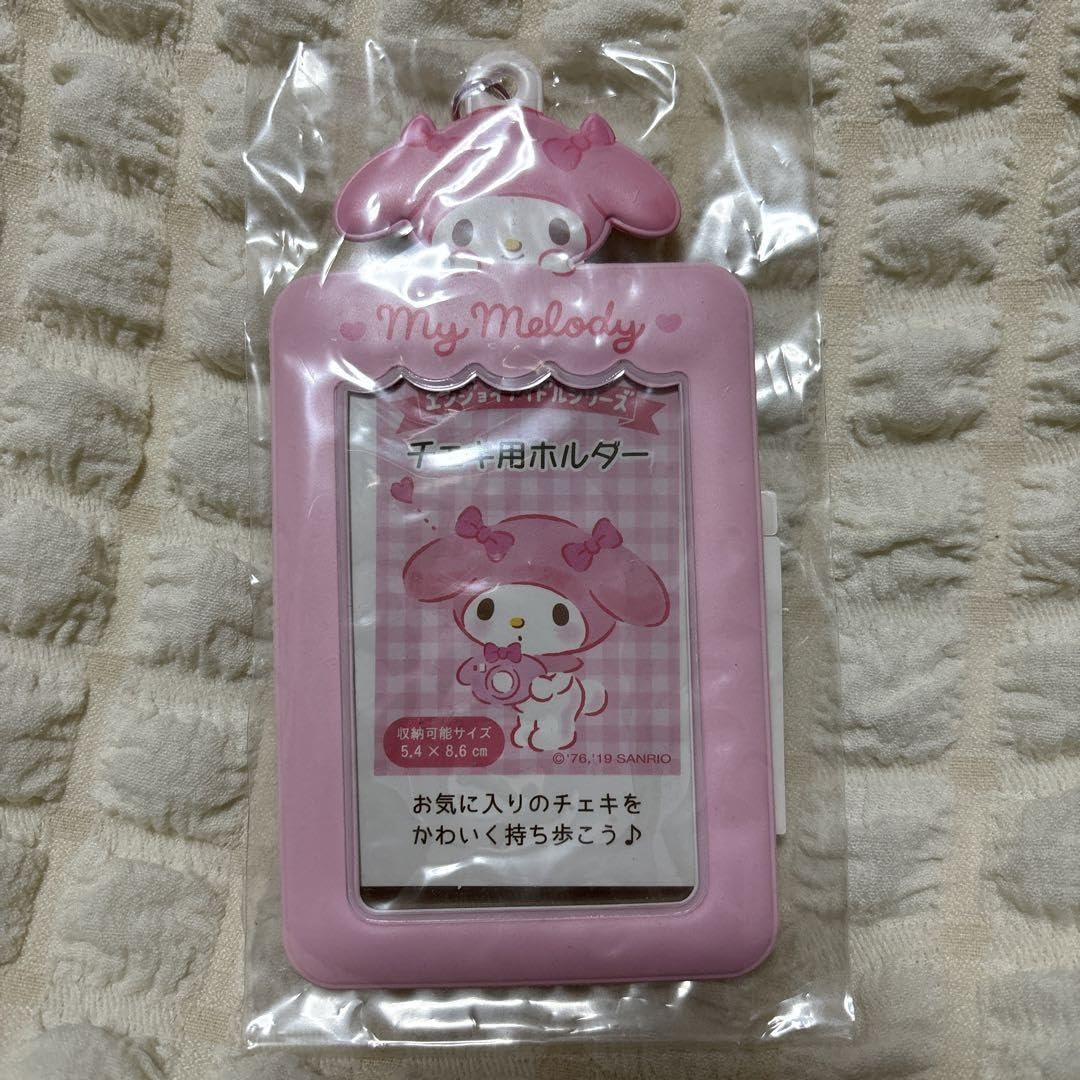 My Melody
エンジョイアイドルシリーズ
チェキ用ホルダー
収納可能サイズ
5.4 × 8.6 cm
©'76,'19 SANRIO
お気に入りのチェキを
かわいく持ち歩こう♪